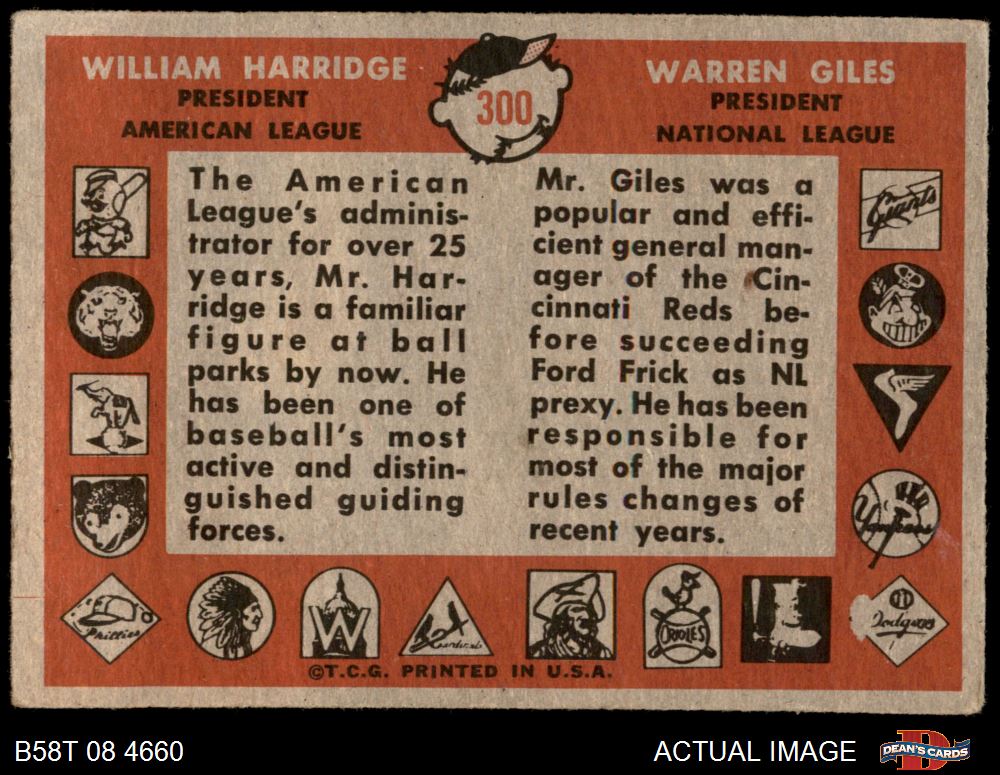 WILLIAM HARRIDGE
PRESIDENT
AMERICAN LEAGUE
300
WARREN GILES
PRESIDENT
NATIONAL LEAGUE
The American
League's adminis-
trator for over 25
years, Mr. Har-
ridge is a familiar
figure at ball
parks by now. He
has been one of
baseball's most
active and distin-
guished guiding
forces.
Mr. Giles was a
popular and effi-
cient general man-
ager of the Cin-
cinnati Reds be-
fore succeeding
Ford Frick as NL
prexy. He has been
responsible for
most of the major
rules changes of
recent years.
Giants
Yankees
Phillies
W
Cardinals
ORIOLES
Dodgers
©T.C.G. PRINTED IN U.S.A.
B58T 08 4660
ACTUAL IMAGE
D
DEAN'S CARDS